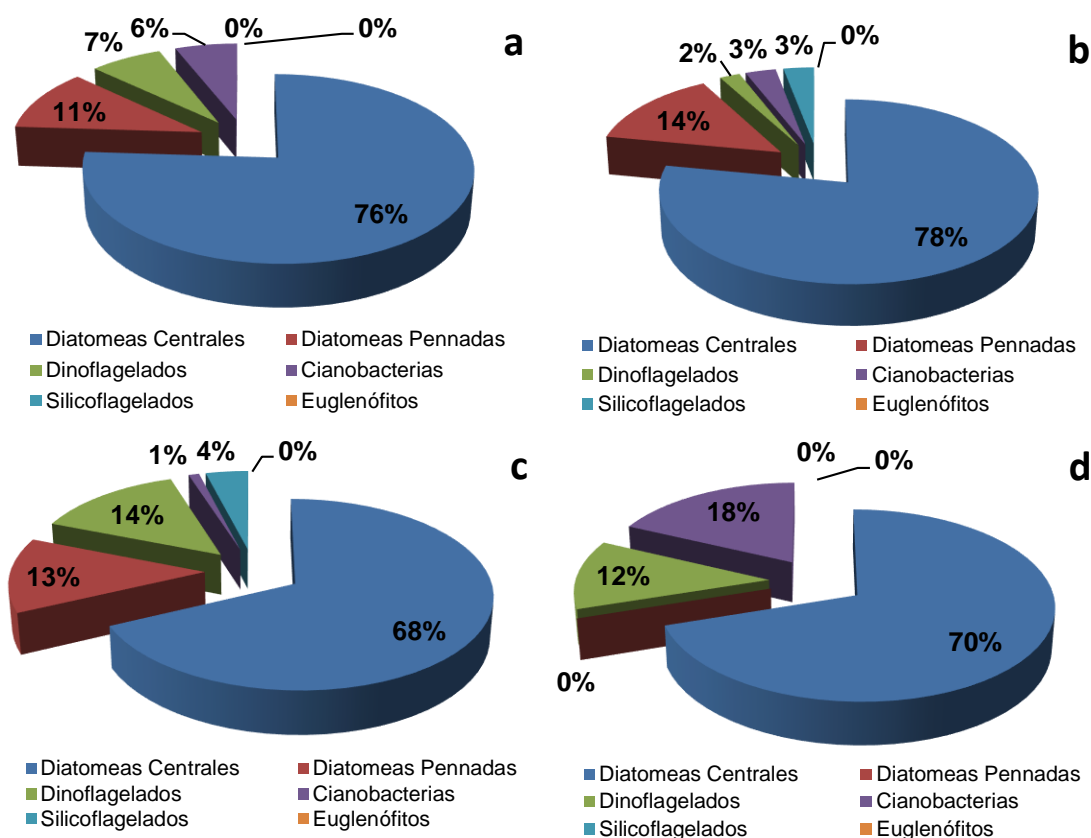 7% 6% 0% 0% a
11%
76%
Diatomeas Centrales Diatomeas Pennadas
Dinoflagelados Cianobacterias
Silicoflagelados Euglenófitos
2% 3% 3% 0% b
14%
78%
Diatomeas Centrales Diatomeas Pennadas
Dinoflagelados Cianobacterias
Silicoflagelados Euglenófitos
1% 4% 0% c
14%
13%
68%
Diatomeas Centrales Diatomeas Pennadas
Dinoflagelados Cianobacterias
Silicoflagelados Euglenófitos
0% 0% d
18%
12%
70%
0%
Diatomeas Centrales Diatomeas Pennadas
Dinoflagelados Cianobacterias
Silicoflagelados Euglenófitos